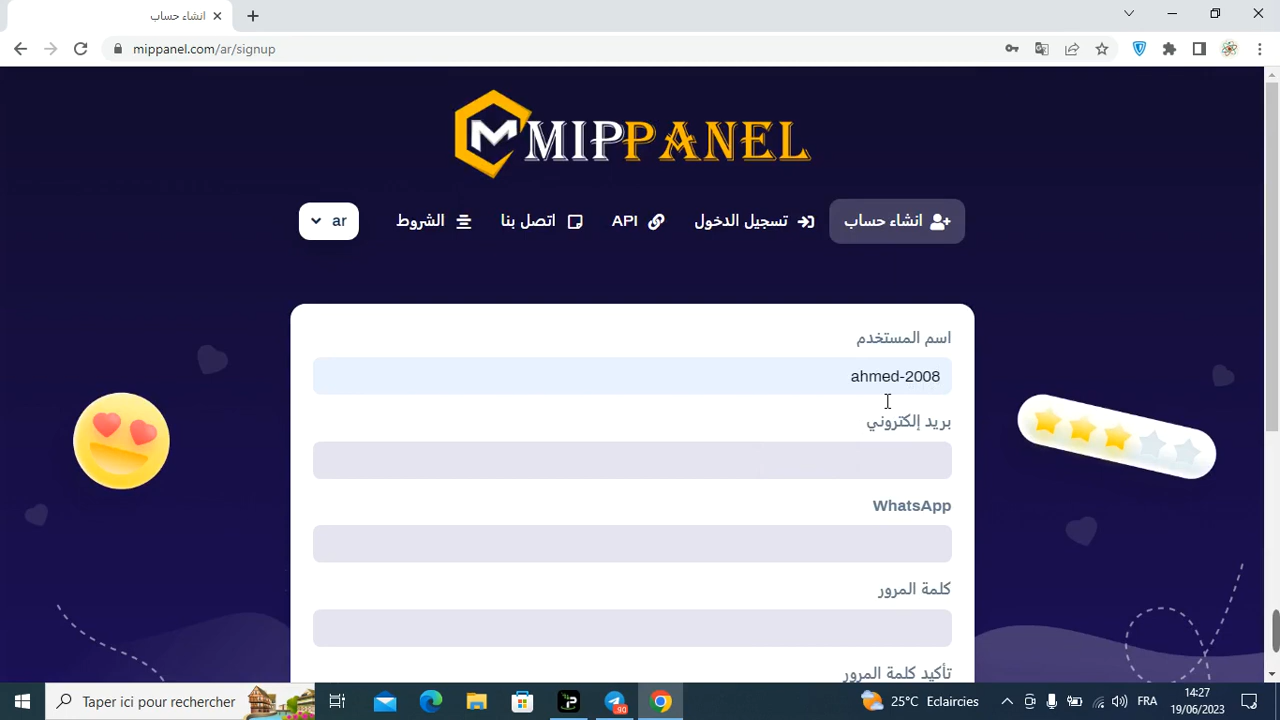 انشاء حساب
mippanel.com/ar/signup
MIPPANEL
انشاء حساب
تسجيل الدخول
API
اتصل بنا
الشروط
ar
اسم المستخدم
ahmed-2008
بريد إلكتروني
WhatsApp
كلمة المرور
تأكيد كلمة المرور
Taper ici pour rechercher
90
25°C Eclaircies
FRA
14:27
19/06/2023